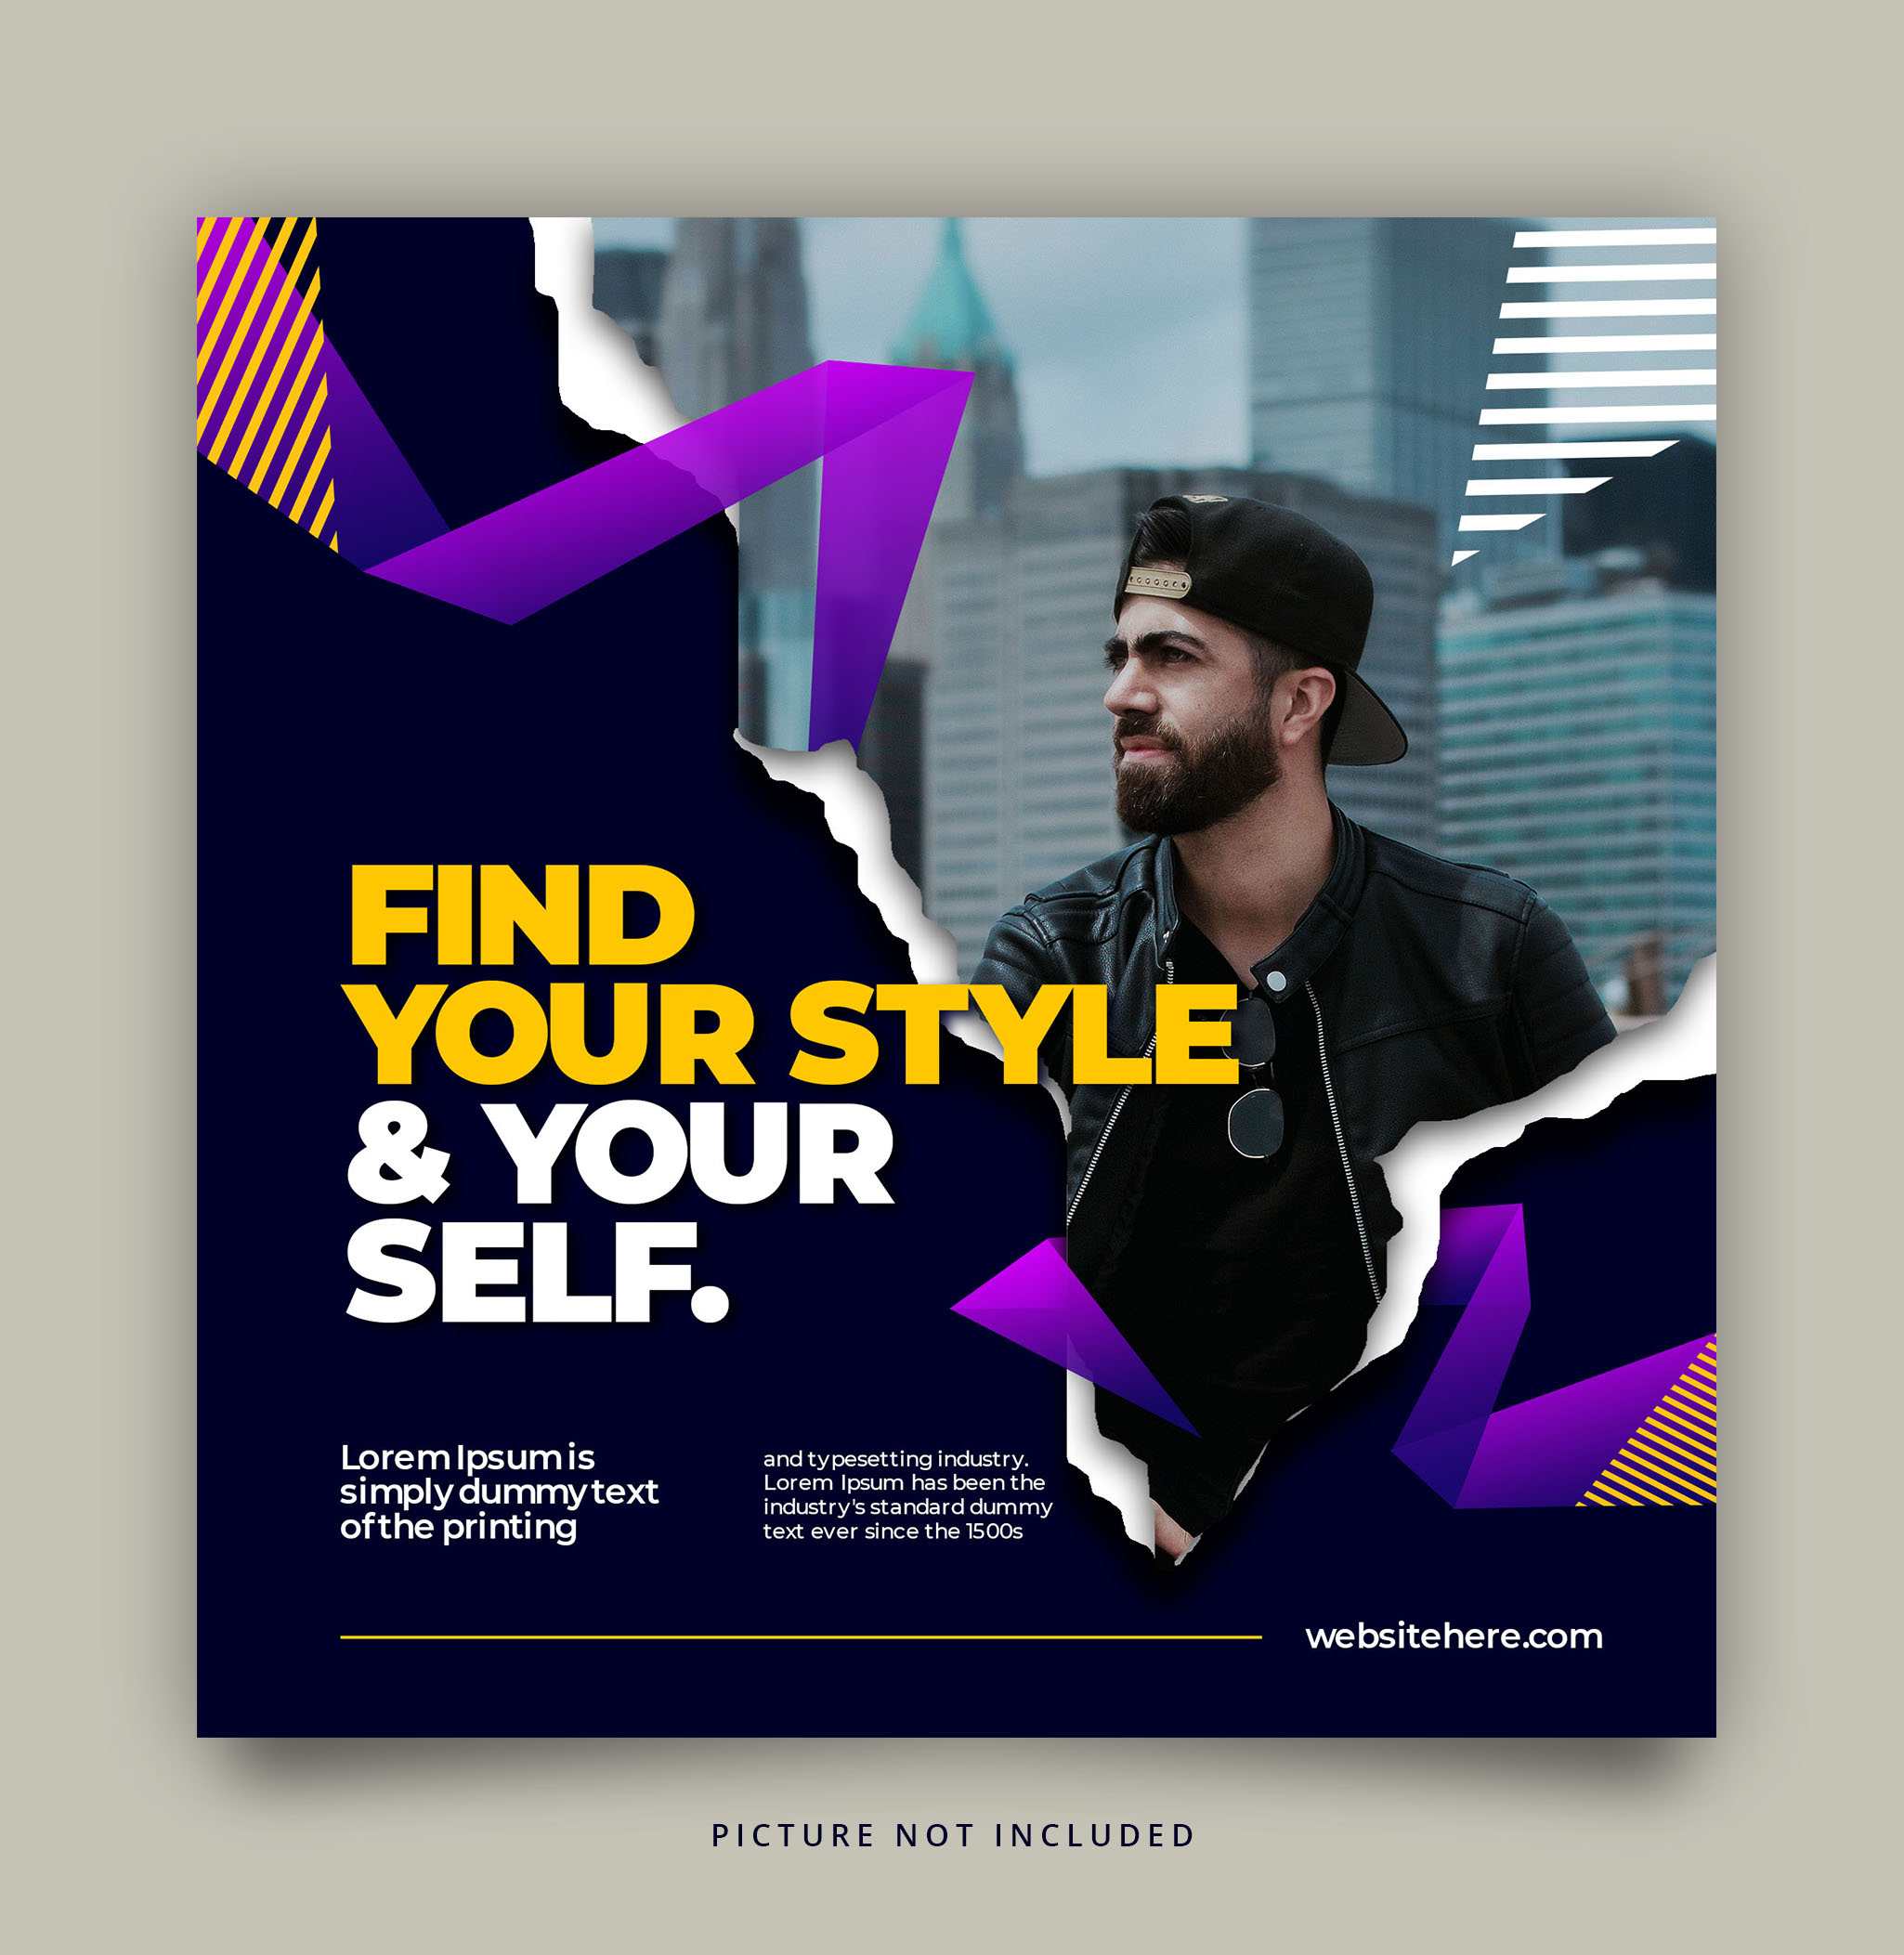 FIND
YOUR STYLE
& YOUR
SELF.
Lorem Ipsum is
simply dummy text
of the printing
and typesetting industry.
Lorem Ipsum has been the
industry's standard dummy
text ever since the 1500s
websitehere.com
PICTURE NOT INCLUDED